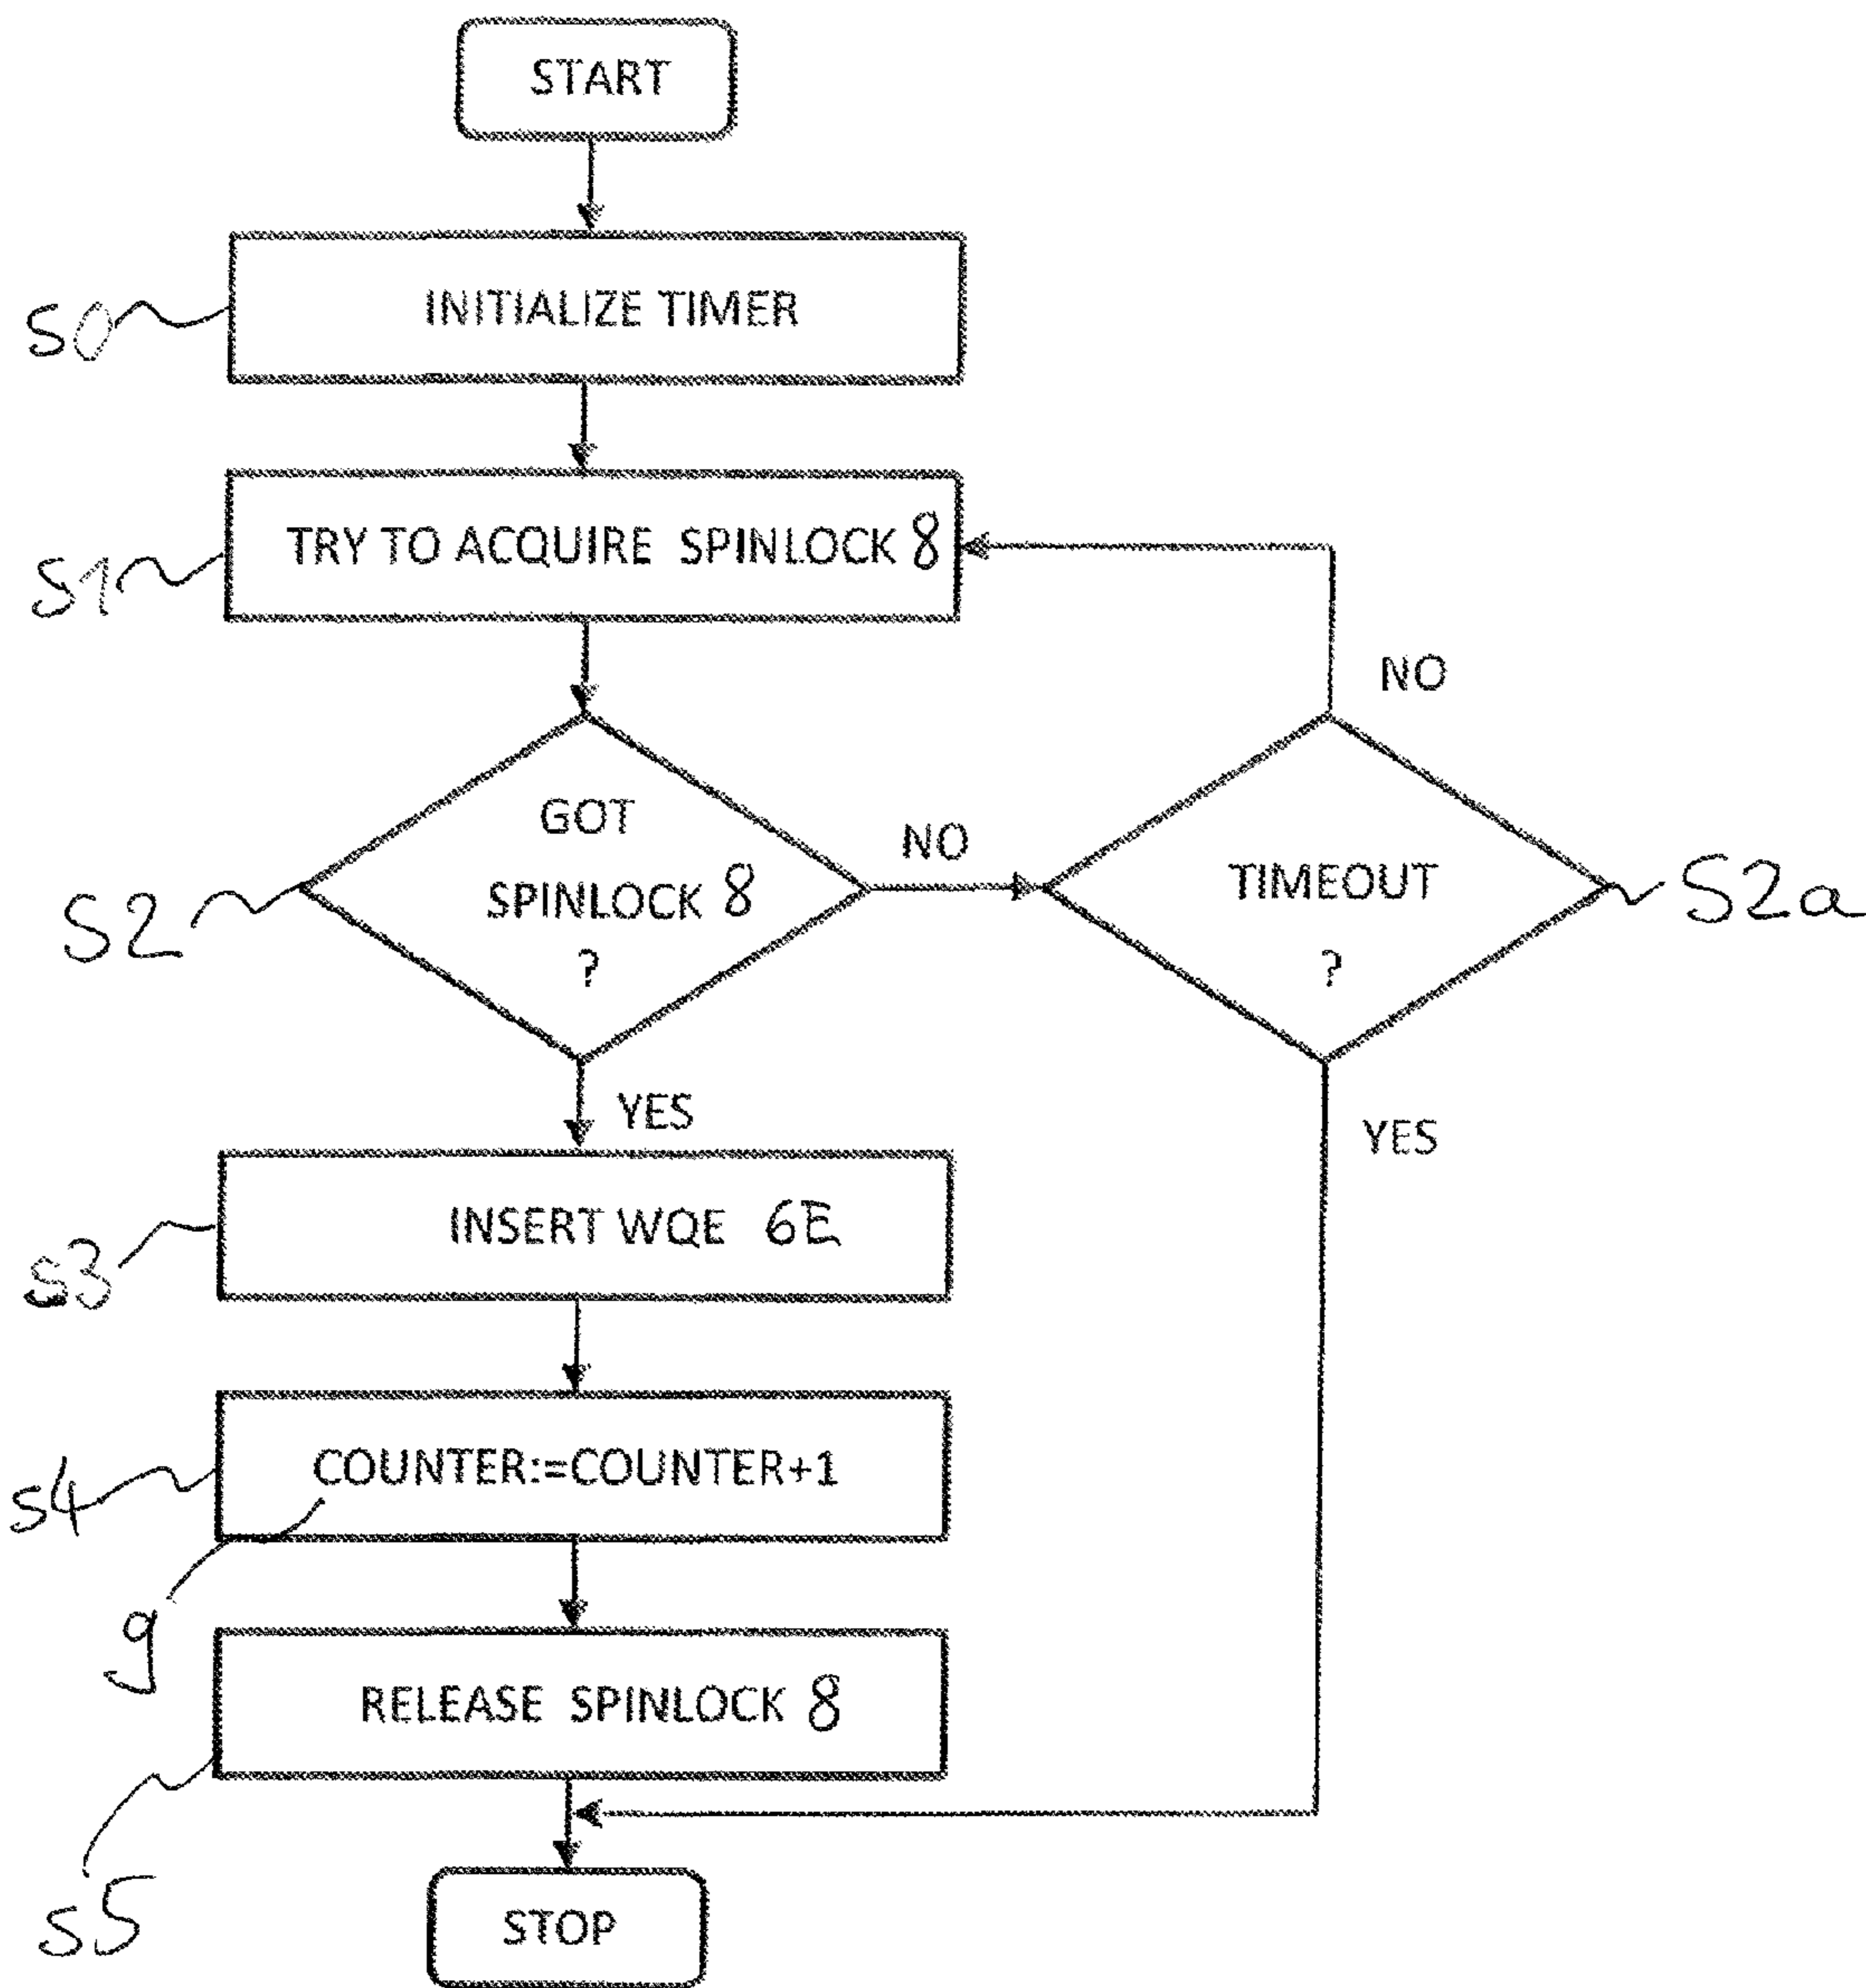 START
INITIALIZE TIMER
S0
TRY TO ACQUIRE SPINLOCK 8
S1
NO
GOT
SPINLOCK 8
?
S2
NO
TIMEOUT
?
S2a
YES
YES
INSERT WQE 6E
S3
COUNTER:=COUNTER+1
S4
9
RELEASE SPINLOCK 8
S5
STOP